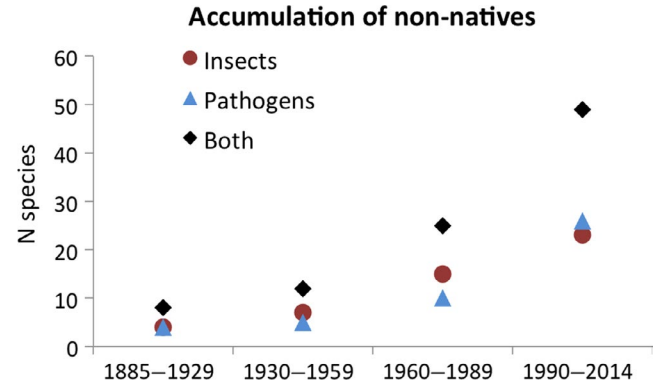 Accumulation of non-natives
60
50
40
30
20
10
0
N species
Insects
Pathogens
Both
1885–1929 1930–1959 1960–1989 1990–2014